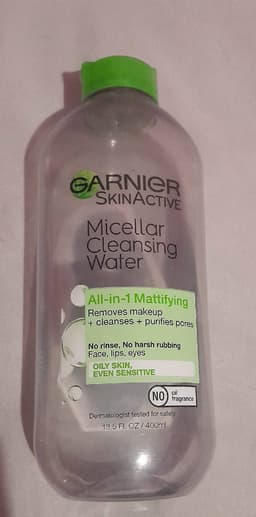 GARNIER
SKINACTIVE
Micellar
Cleansing
Water
All-in-1 Mattifying
Removes makeup
+ cleanses + purifies pores
No rinse, No harsh rubbing
Face, lips, eyes
OILY SKIN,
EVEN SENSITIVE
NO oil
fragrance
Dermatologist tested for safety
13.5 FL OZ / 400ml